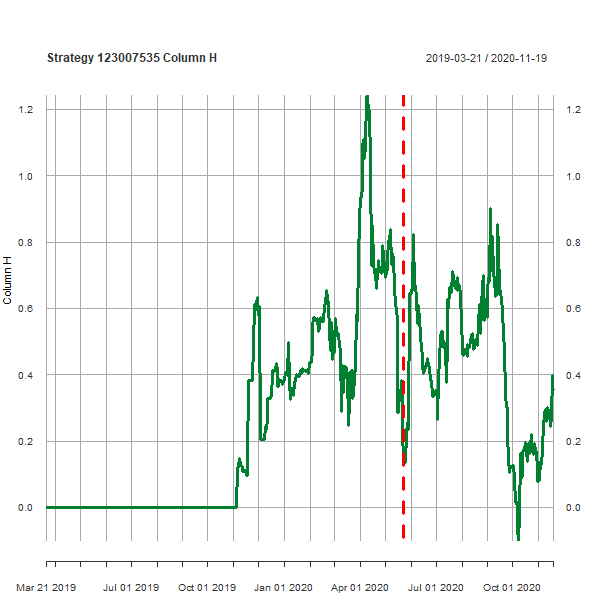 Strategy 123007535 Column H
2019-03-21 / 2020-11-19
1.2
1.2
1.0
1.0
0.8
0.8
Column H
0.6
0.6
0.4
0.4
0.2
0.2
0.0
0.0
Mar 21 2019
Jul 01 2019
Oct 01 2019
Jan 01 2020
Apr 01 2020
Jul 01 2020
Oct 01 2020